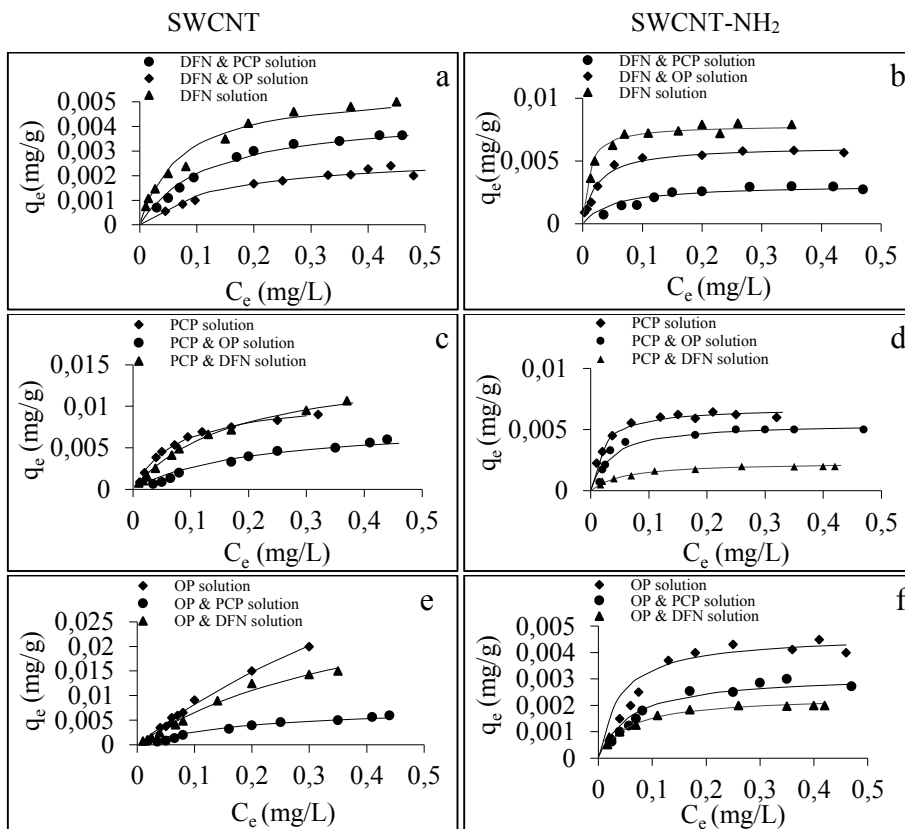 SWCNT
SWCNT-NH₂
DFN & PCP solution
DFN & OP solution
DFN solution
a
0,005
0,004
0,003
0,002
0,001
0
qₑ(mg/g)
0 0,1 0,2 0,3 0,4 0,5
Cₑ (mg/L)
DFN & PCP solution
DFN & OP solution
DFN solution
b
0,01
0,005
0
qₑ (mg/g)
0 0,1 0,2 0,3 0,4 0,5
Cₑ (mg/L)
PCP solution
PCP & OP solution
PCP & DFN solution
c
0,015
0,01
0,005
0
qₑ (mg/g)
0 0,1 0,2 0,3 0,4 0,5
Cₑ (mg/L)
PCP solution
PCP & OP solution
PCP & DFN solution
d
0,01
0,005
0
qₑ (mg/g)
0 0,1 0,2 0,3 0,4 0,5
Cₑ (mg/L)
OP solution
OP & PCP solution
OP & DFN solution
e
0,025
0,02
0,015
0,01
0,005
0
qₑ (mg/g)
0 0,1 0,2 0,3 0,4 0,5
Cₑ (mg/L)
OP solution
OP & PCP solution
OP & DFN solution
f
0,005
0,004
0,003
0,002
0,001
0
qₑ (mg/g)
0 0,1 0,2 0,3 0,4 0,5
Cₑ (mg/L)